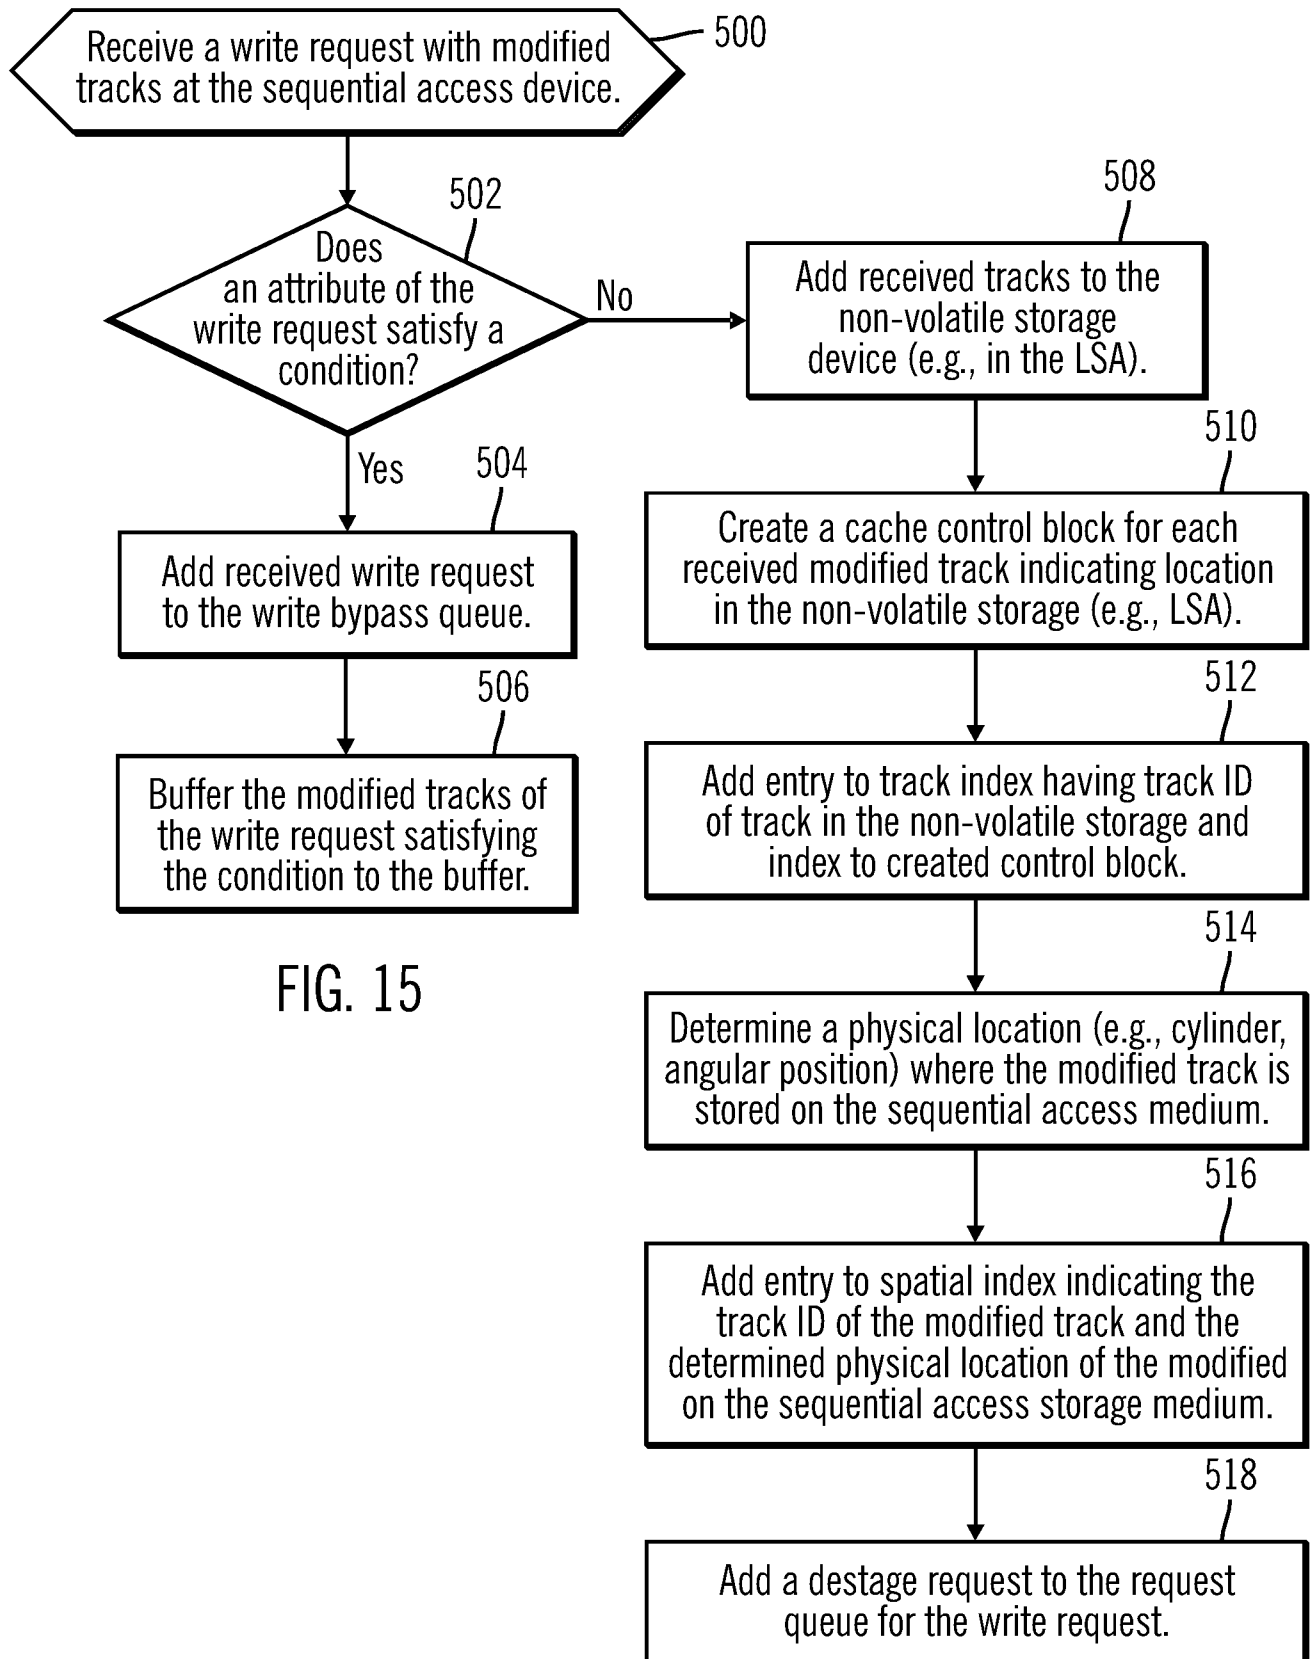 Receive a write request with modified
tracks at the sequential access device.
500
502
Does
an attribute of the
write request satisfy a
condition?
No
Yes
504
Add received write request
to the write bypass queue.
506
Buffer the modified tracks of
the write request satisfying
the condition to the buffer.
508
Add received tracks to the
non-volatile storage
device (e.g., in the LSA).
510
Create a cache control block for each
received modified track indicating location
in the non-volatile storage (e.g., LSA).
512
Add entry to track index having track ID
of track in the non-volatile storage and
index to created control block.
514
Determine a physical location (e.g., cylinder,
angular position) where the modified track is
stored on the sequential access medium.
516
Add entry to spatial index indicating the
track ID of the modified track and the
determined physical location of the modified
on the sequential access storage medium.
518
Add a destage request to the request
queue for the write request.
FIG. 15